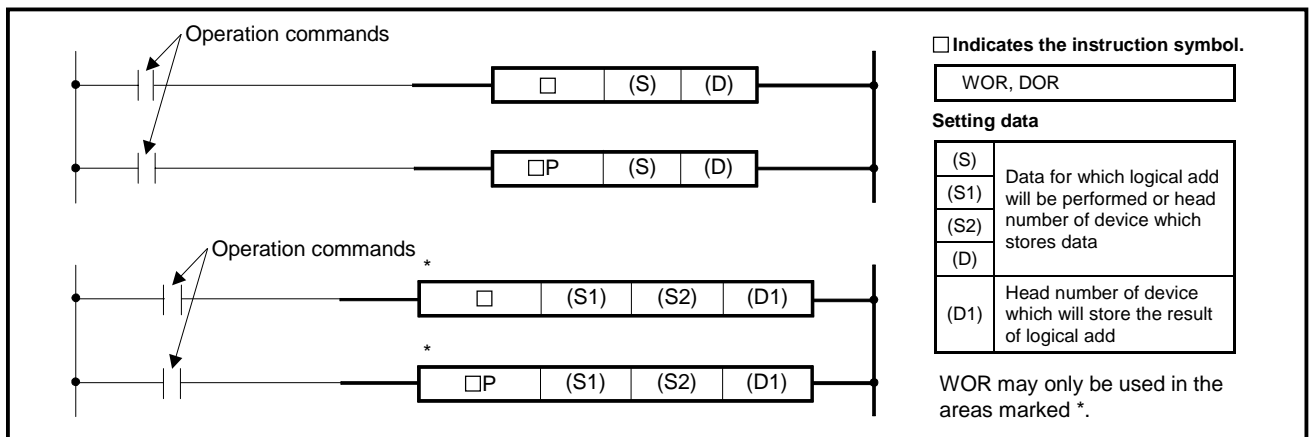 Operation commands
□ (S) (D)
□P (S) (D)
Operation commands
*
□ (S1) (S2) (D1)
*
□P (S1) (S2) (D1)
□ Indicates the instruction symbol.
WOR, DOR
Setting data
(S)
(S1)
(S2)
(D)
Data for which logical add
will be performed or head
number of device which
stores data
(D1)
Head number of device
which will store the result
of logical add
WOR may only be used in the
areas marked *.